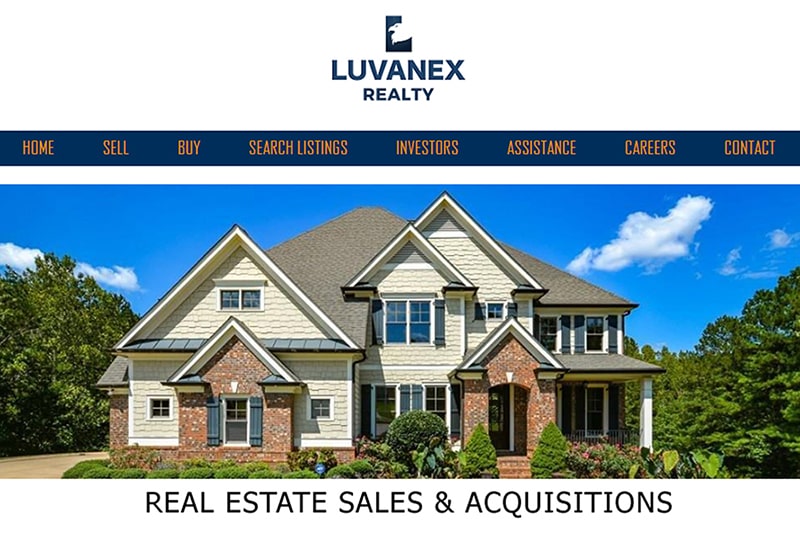 LUVANEX
REALTY
HOME SELL BUY SEARCH LISTINGS INVESTORS ASSISTANCE CAREERS CONTACT
REAL ESTATE SALES & ACQUISITIONS